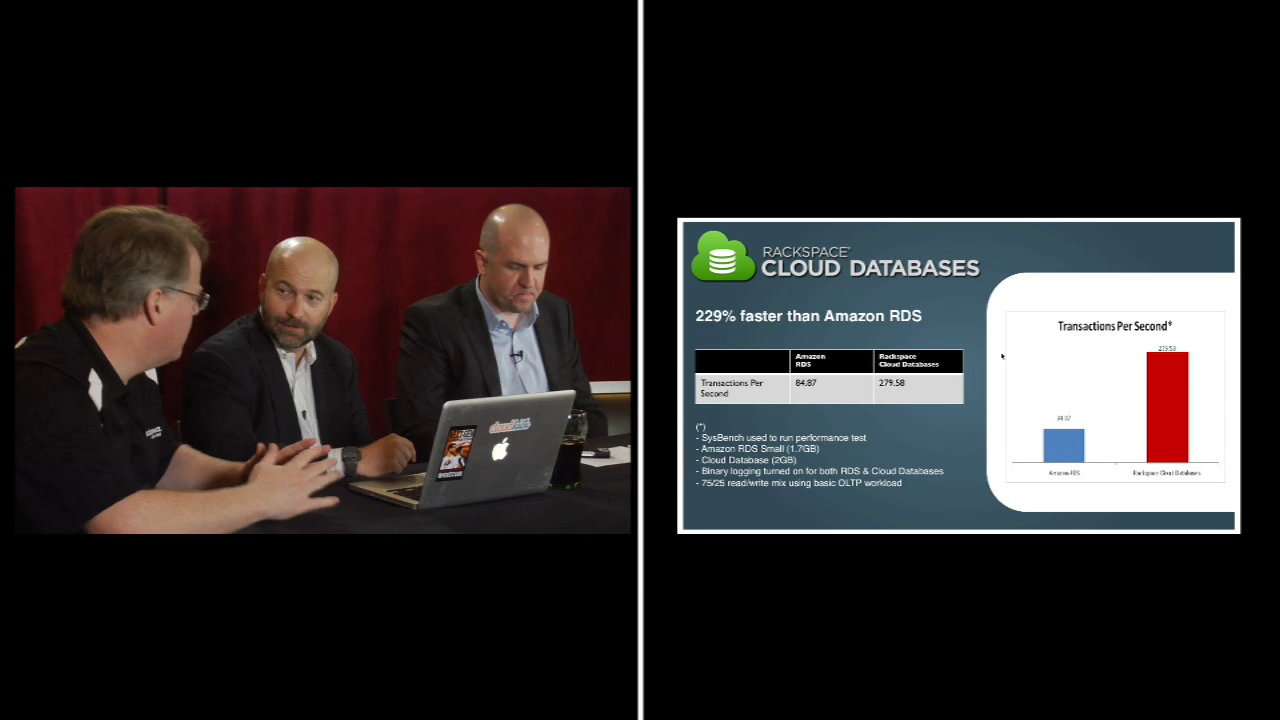 RACKSPACE®
CLOUD DATABASES
229% faster than Amazon RDS
Amazon
RDS
Rackspace
Cloud Databases
Transactions Per
Second
84.87
279.58
(*)
- SysBench used to run performance test
- Amazon RDS Small (1.7GB)
- Cloud Database (2GB)
- Binary logging turned on for both RDS & Cloud Databases
- 75/25 read/write mix using basic OLTP workload
Transactions Per Second*
84.87
279.58
Amazon RDS
Rackspace Cloud Databases